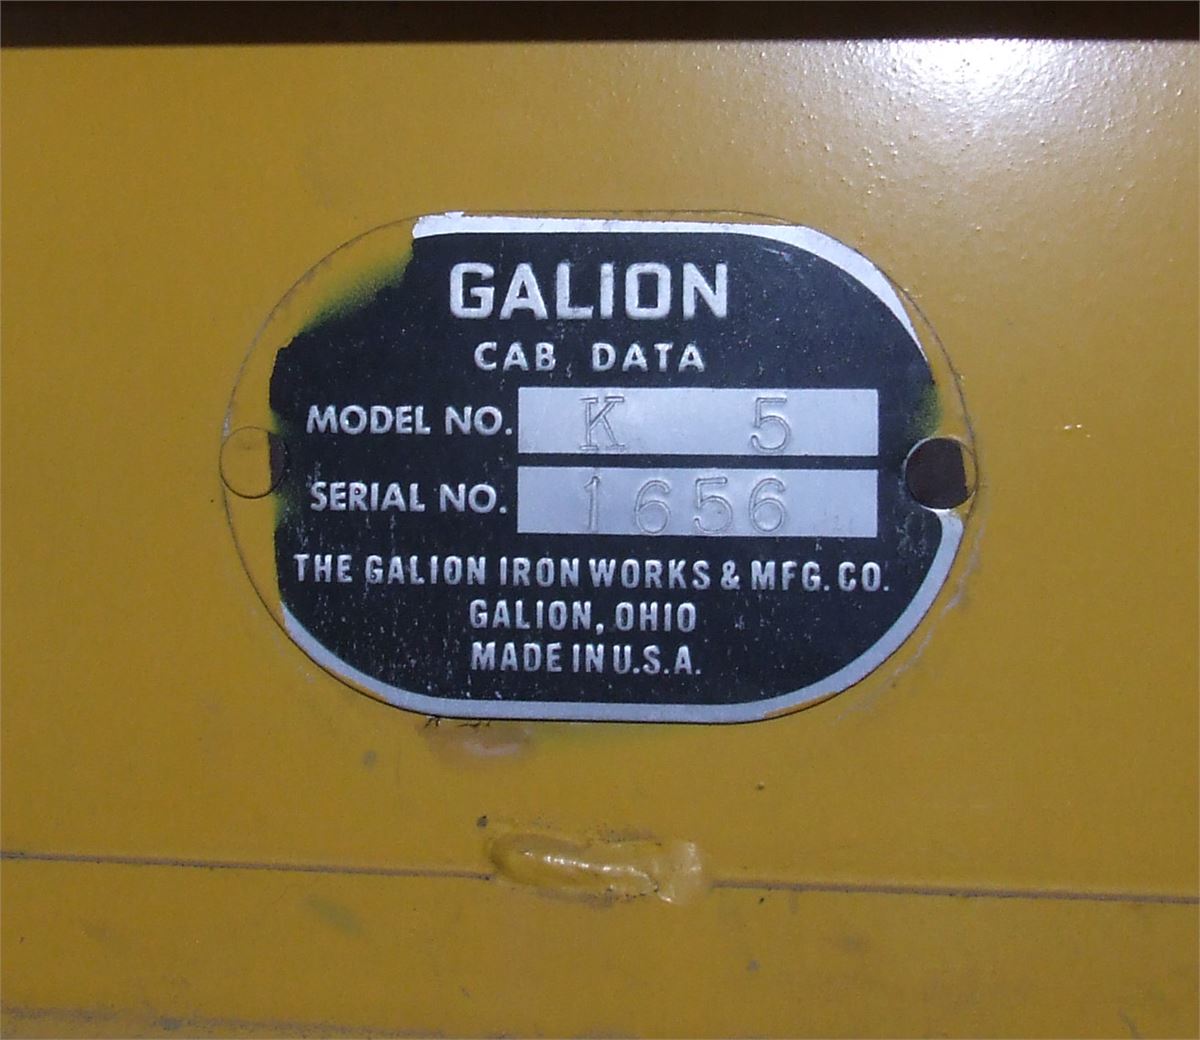 GALION
CAB DATA
MODEL NO. K 5
SERIAL NO. 1656
THE GALION IRON WORKS & MFG. CO.
GALION, OHIO
MADE IN U.S.A.